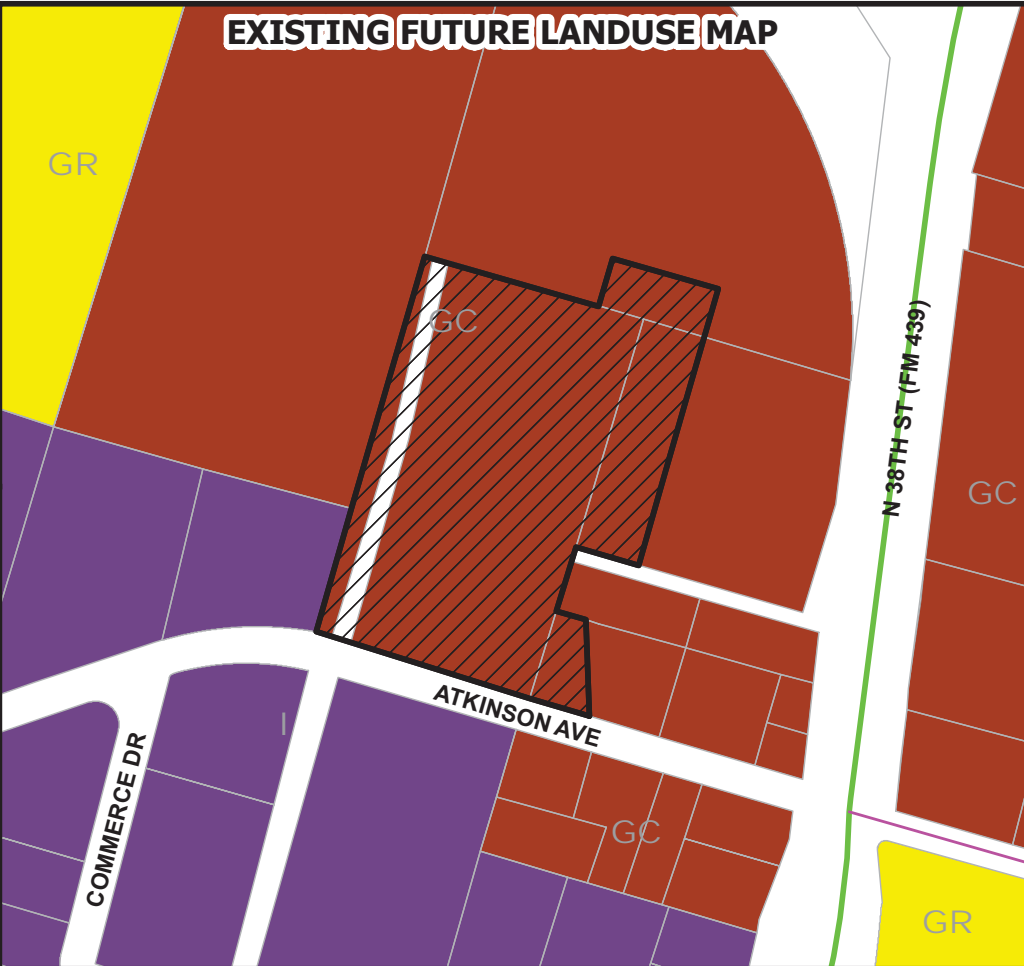 EXISTING FUTURE LANDUSE MAP
GR
GC
N 38TH ST (FM 439)
GC
ATKINSON AVE
I
COMMERCE DR
GC
GR